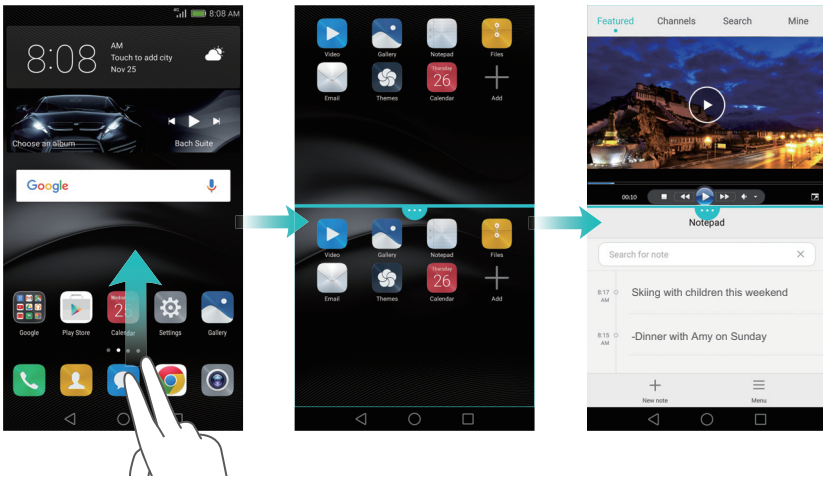 4G
8:08 AM
8:08
AM
Touch to add city
Nov 25
Choose an album
Bach Suite
Google
Google
Play Store
Calendar
Settings
Gallery
Video
Gallery
Notepad
Files
Thursday
26
Email
Themes
Calendar
Add
Video
Gallery
Notepad
Files
Thursday
26
Email
Themes
Calendar
Add
Featured
Channels
Search
Mine
00:10
Notepad
Search for note
8:17
AM
Skiing with children this weekend
8:15
AM
-Dinner with Amy on Sunday
New note
Menu